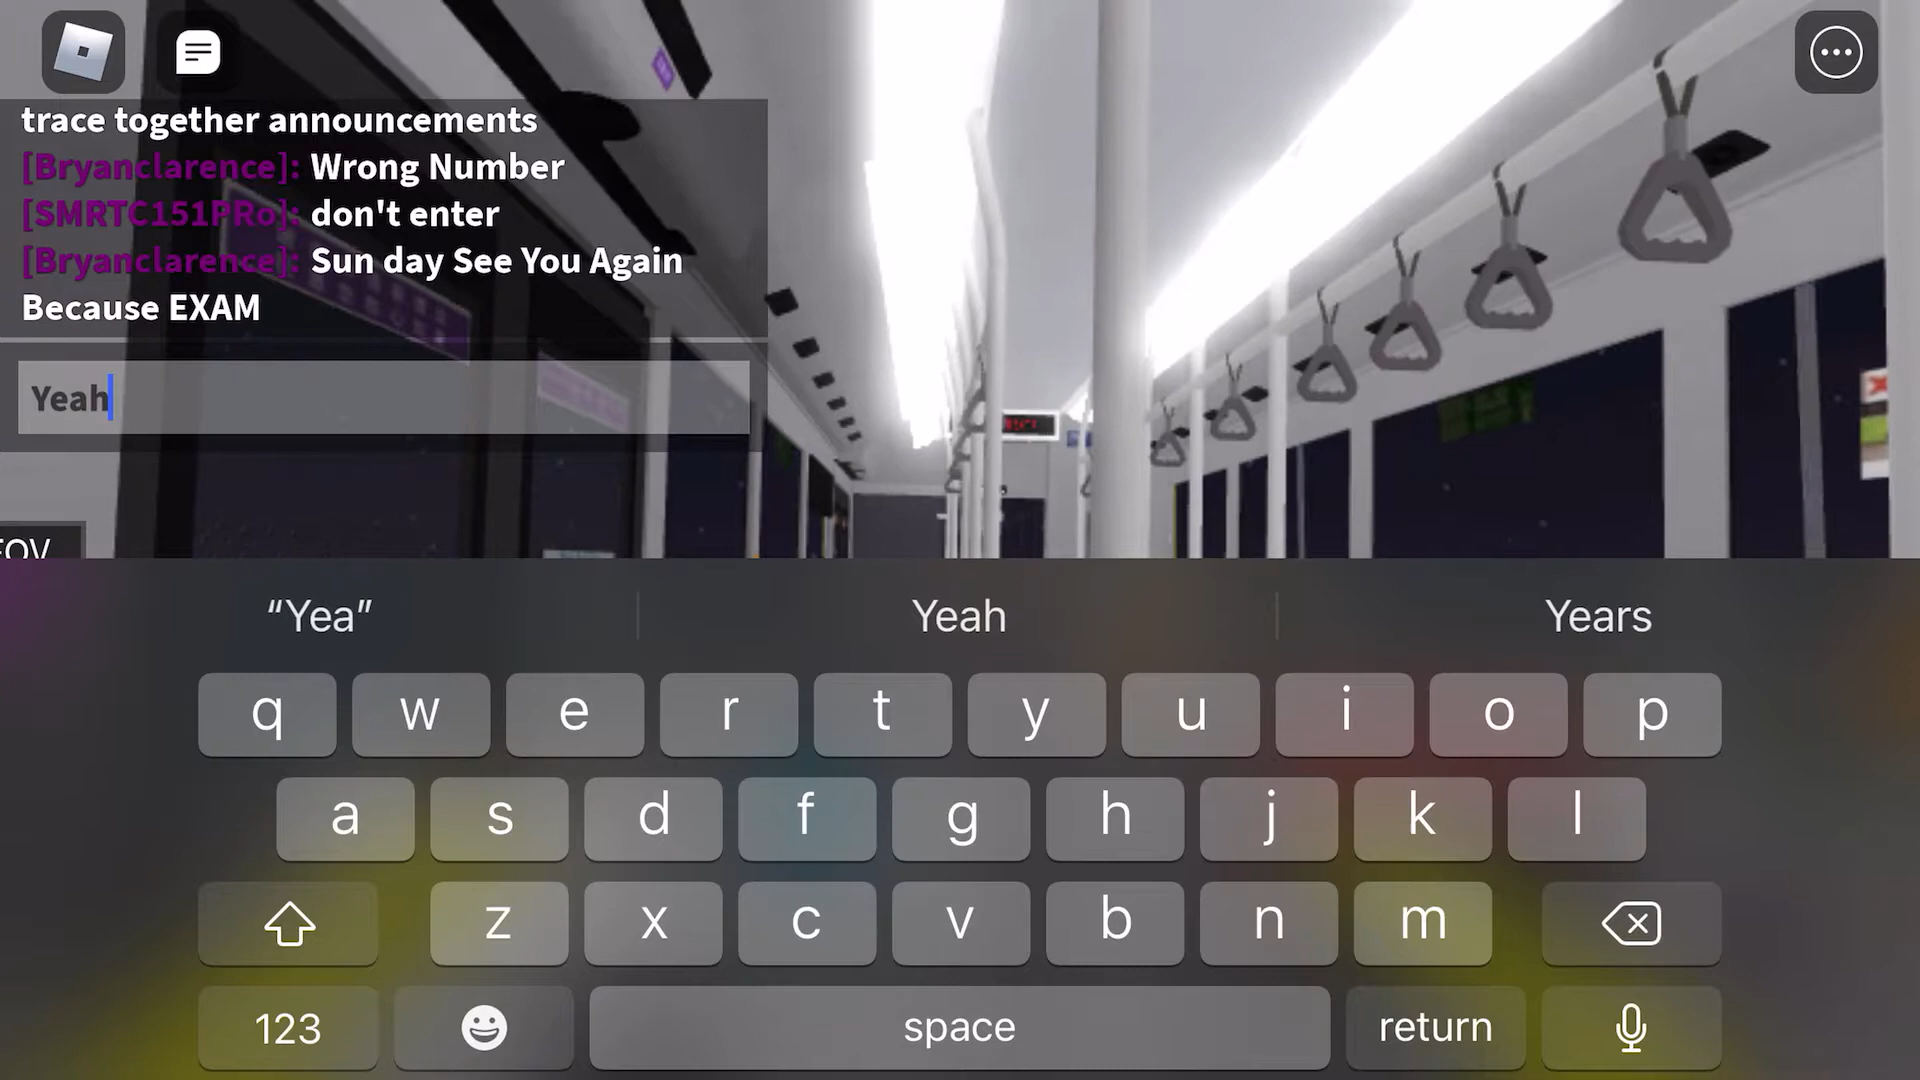 trace together announcements
[Bryanclarence]: Wrong Number
[SMRTC151PRo]: don't enter
[Bryanclarence]: Sun day See You Again
Because EXAM
Yeah
FOV
“Yea” Yeah Years
q w e r t y u i o p
a s d f g h j k l
z x c v b n m
123 space return